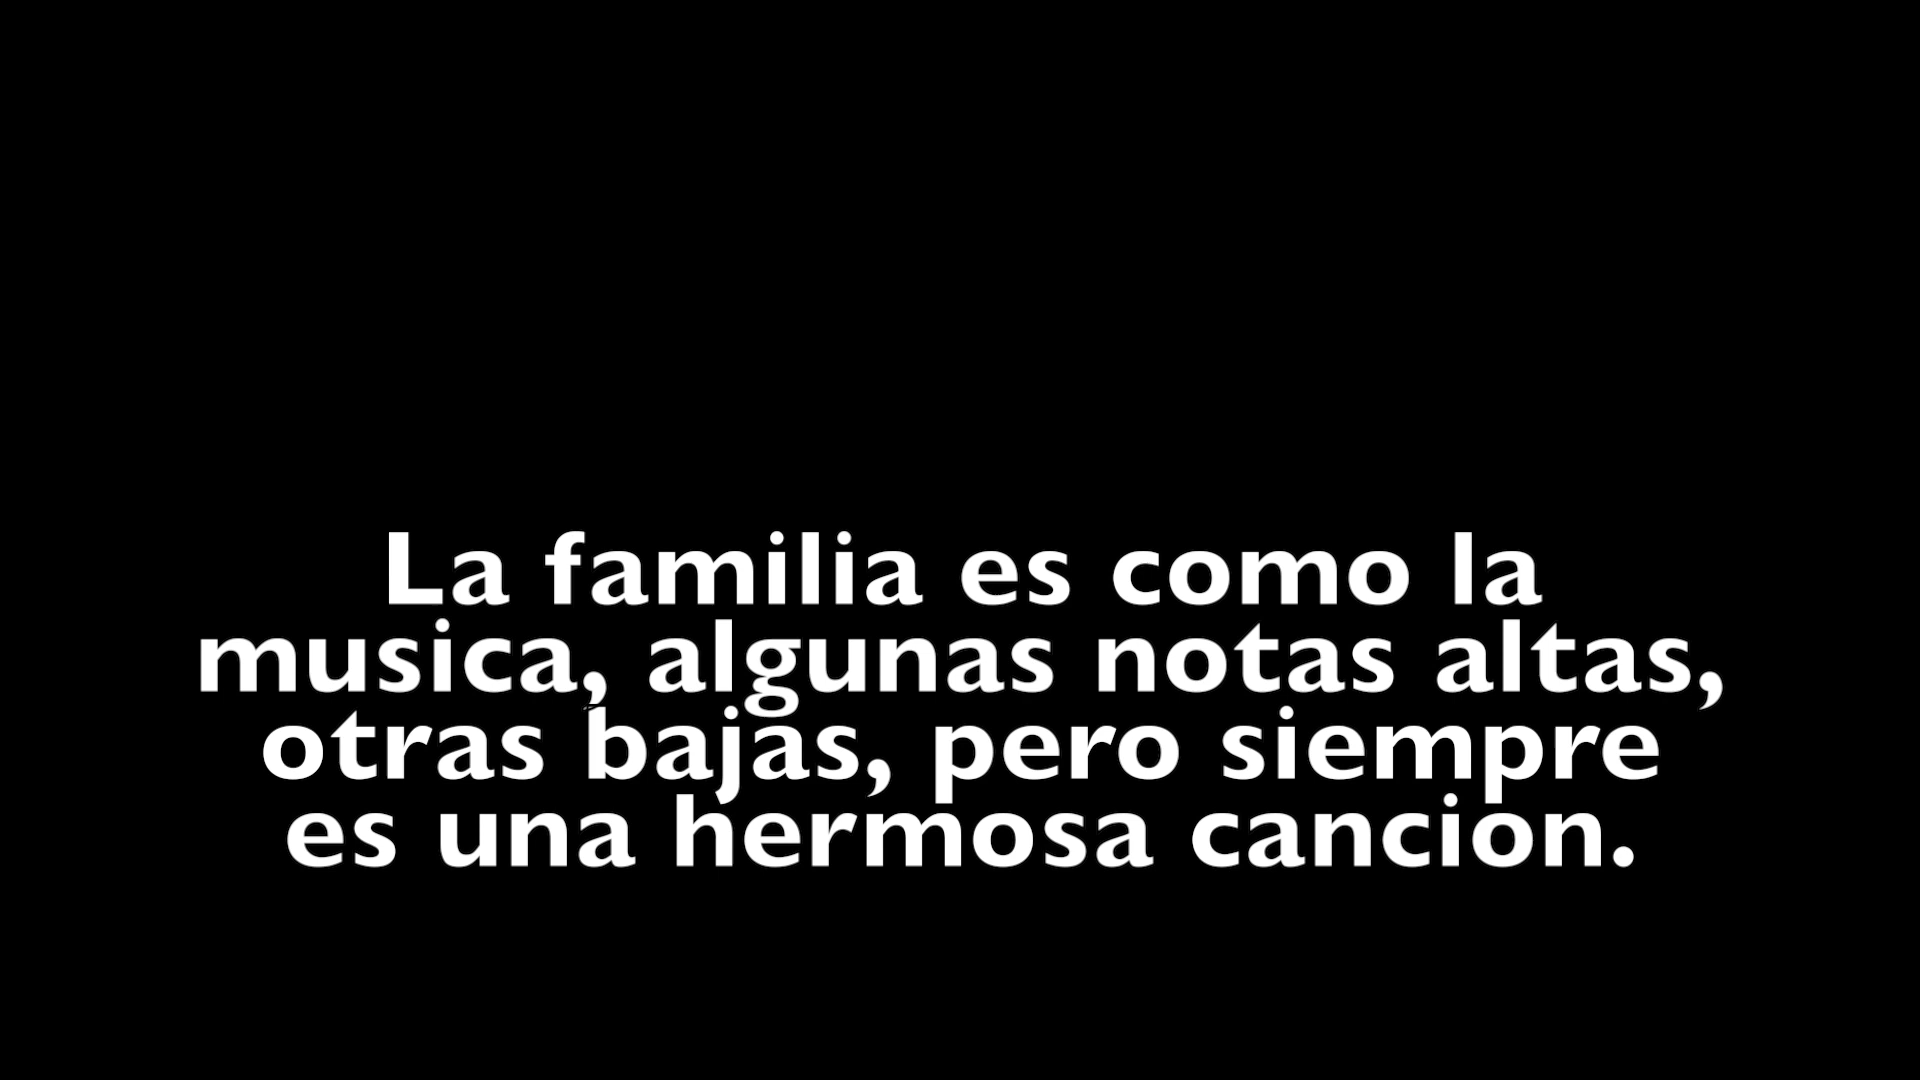 La familia es como la
musica, algunas notas altas,
otras bajas, pero siempre
es una hermosa cancion.